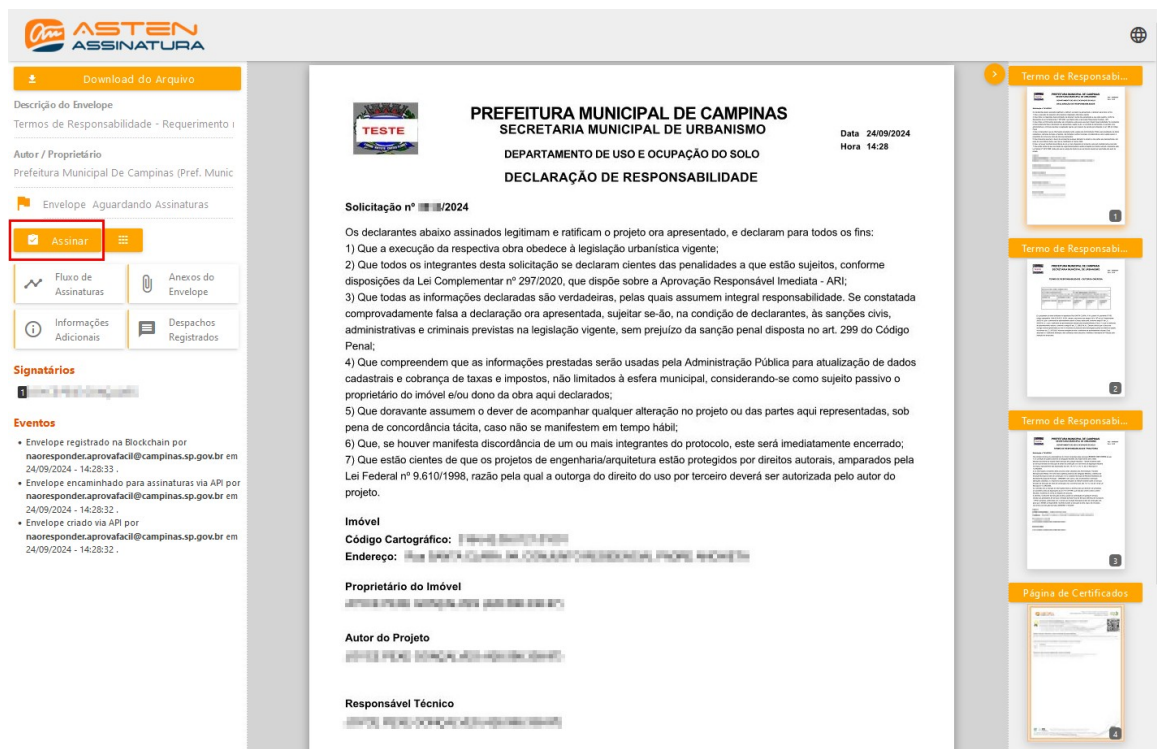 ASTEN
ASSINATURA
Download do Arquivo
Descrição do Envelope
Termos de Responsabilidade - Requerimento
Autor / Proprietário
Prefeitura Municipal De Campinas (Pref. Munic
Envelope Aguardando Assinaturas
Assinar
Fluxo de
Assinaturas
Anexos do
Envelope
Informações
Adicionais
Despachos
Registrados
Signatários
1
Eventos
• Envelope registrado na Blockchain por
naoresponder.aprovafacil@campinas.sp.gov.br em
24/09/2024 - 14:28:33 .
• Envelope encaminhado para assinaturas via API por
naoresponder.aprovafacil@campinas.sp.gov.br em
24/09/2024 - 14:28:32 .
• Envelope criado via API por
naoresponder.aprovafacil@campinas.sp.gov.br em
24/09/2024 - 14:28:32 .
TESTE
PREFEITURA MUNICIPAL DE CAMPINAS
SECRETARIA MUNICIPAL DE URBANISMO
Data 24/09/2024
Hora 14:28
DEPARTAMENTO DE USO E OCUPAÇÃO DO SOLO
DECLARAÇÃO DE RESPONSABILIDADE
Solicitação nº /2024
Os declarantes abaixo assinados legitimam e ratificam o projeto ora apresentado, e declaram para todos os fins:
1) Que a execução da respectiva obra obedece à legislação urbanística vigente;
2) Que todos os integrantes desta solicitação se declaram cientes das penalidades a que estão sujeitos, conforme
disposições da Lei Complementar nº 297/2020, que dispõe sobre a Aprovação Responsável Imediata - ARI;
3) Que todas as informações declaradas são verdadeiras, pelas quais assumem integral responsabilidade. Se constatada
comprovadamente falsa a declaração ora apresentada, sujeitar se-ão, na condição de declarantes, às sanções civis,
administrativas e criminais previstas na legislação vigente, sem prejuízo da sanção penal disposta no art. 299 do Código
Penal;
4) Que compreendem que as informações prestadas serão usadas pela Administração Pública para atualização de dados
cadastrais e cobrança de taxas e impostos, não limitados à esfera municipal, considerando-se como sujeito passivo o
proprietário do imóvel e/ou dono da obra aqui declarados;
5) Que doravante assumem o dever de acompanhar qualquer alteração no projeto ou das partes aqui representadas, sob
pena de concordância tácita, caso não se manifestem em tempo hábil;
6) Que, se houver manifesta discordância de um ou mais integrantes do protocolo, este será imediatamente encerrado;
7) Que estão cientes de que os projetos de engenharia/arquitetura estão protegidos por direitos autorais, amparados pela
Lei Federal nº 9.610/1998, razão pela qual a outorga do direito do uso por terceiro deverá ser autorizada pelo autor do
projeto.
Imóvel
Código Cartográfico:
Endereço:
Proprietário do Imóvel
Autor do Projeto
Responsável Técnico
Termo de Responsabi...
1
Termo de Responsabi...
2
Termo de Responsabi...
3
Página de Certificados
4